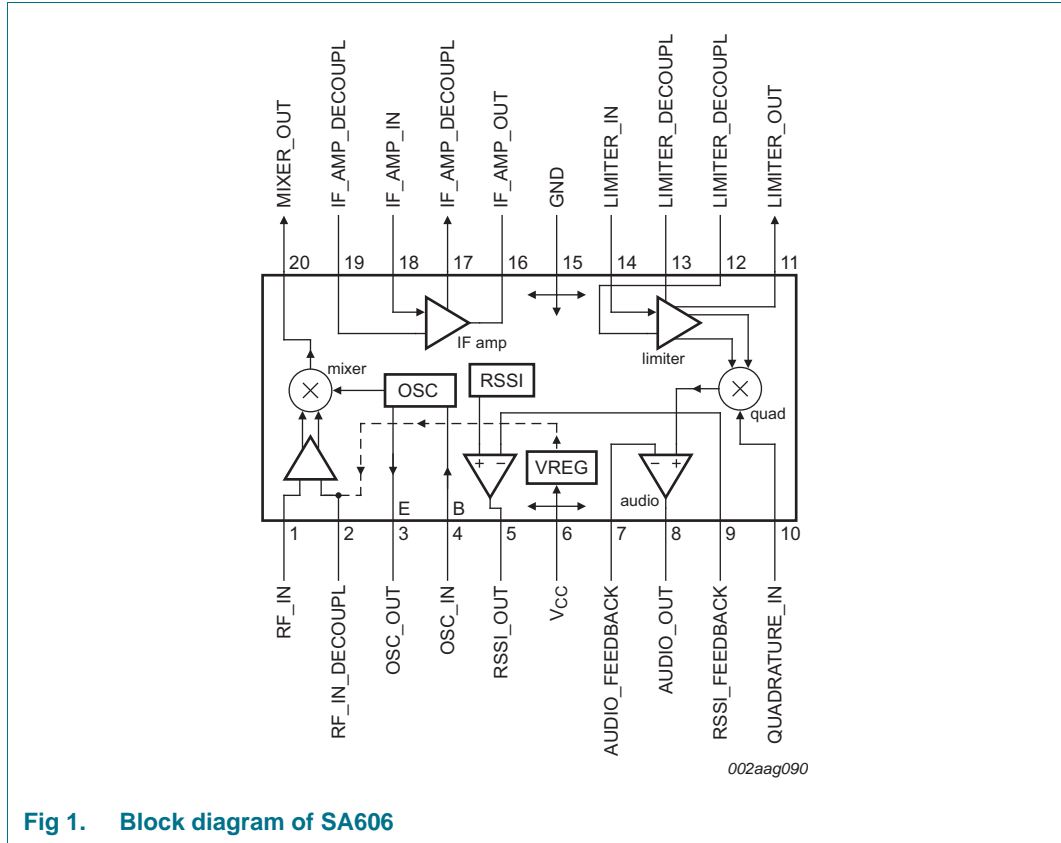 MIXER_OUT
IF_AMP_DECOUPL
IF_AMP_IN
IF_AMP_DECOUPL
IF_AMP_OUT
GND
LIMITER_IN
LIMITER_DECOUPL
LIMITER_DECOUPL
LIMITER_OUT
20 19 18 17 16 15 14 13 12 11
IF amp
limiter
mixer
OSC
RSSI
quad
+ −
VREG
− +
audio
E B
1 2 3 4 5 6 7 8 9 10
RF_IN
RF_IN_DECOUPL
OSC_OUT
OSC_IN
RSSI_OUT
VCC
AUDIO_FEEDBACK
AUDIO_OUT
RSSI_FEEDBACK
QUADRATURE_IN
002aag090
Fig 1. Block diagram of SA606